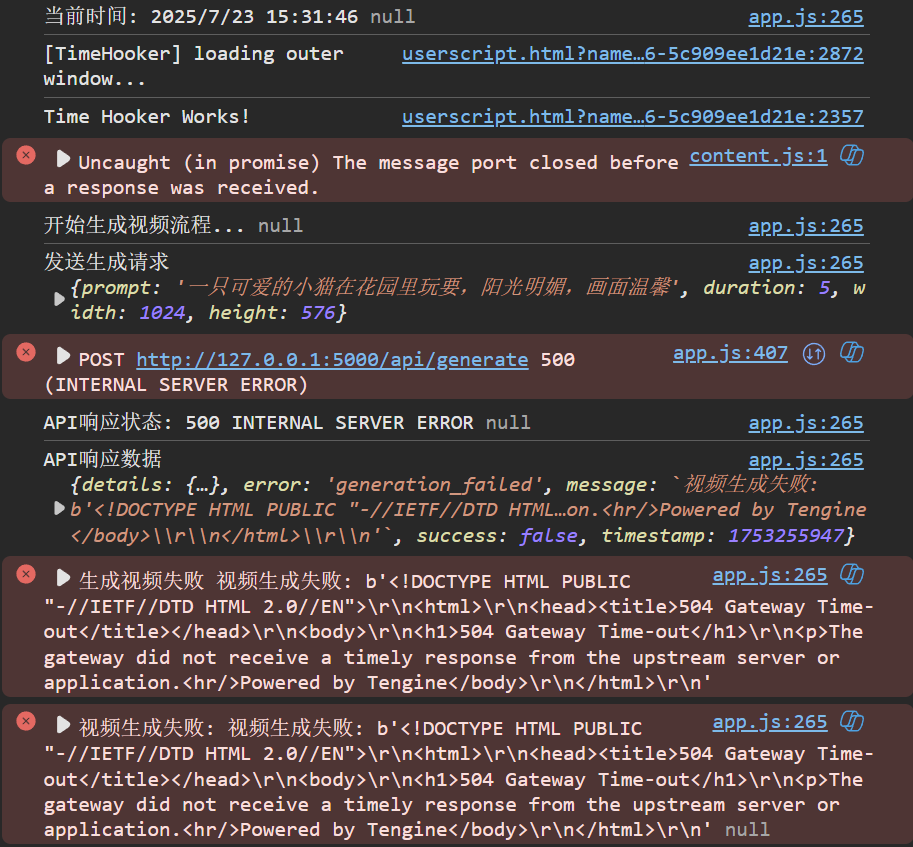 当前时间: 2025/7/23 15:31:46 null app.js:265
[TimeHooker] loading outer userscript.html?name…6-5c909ee1d21e:2872
window...
Time Hooker Works! userscript.html?name…6-5c909ee1d21e:2357
Uncaught (in promise) The message port closed before content.js:1
a response was received.
开始生成视频流程... null app.js:265
发送生成请求 app.js:265
{prompt: '一只可爱的小猫在花园里玩耍，阳光明媚，画面温馨', duration: 5, w
idth: 1024, height: 576}
POST http://127.0.0.1:5000/api/generate 500 app.js:407
(INTERNAL SERVER ERROR)
API响应状态: 500 INTERNAL SERVER ERROR null app.js:265
API响应数据 app.js:265
{details: {…}, error: 'generation_failed', message: `视频生成失败:
b'<!DOCTYPE HTML PUBLIC "-//IETF//DTD HTML…on.<hr/>Powered by Tengine
</body>\\r\\n</html>\\r\\n'`, success: false, timestamp: 1753255947}
生成视频失败 视频生成失败: b'<!DOCTYPE HTML PUBLIC app.js:265
"-//IETF//DTD HTML 2.0//EN">\r\n<html>\r\n<head><title>504 Gateway Time-
out</title></head>\r\n<body>\r\n<h1>504 Gateway Time-out</h1>\r\n<p>The
gateway did not receive a timely response from the upstream server or
application.<hr/>Powered by Tengine</body>\r\n</html>\r\n'
视频生成失败: 视频生成失败: b'<!DOCTYPE HTML PUBLIC app.js:265
"-//IETF//DTD HTML 2.0//EN">\r\n<html>\r\n<head><title>504 Gateway Time-
out</title></head>\r\n<body>\r\n<h1>504 Gateway Time-out</h1>\r\n<p>The
gateway did not receive a timely response from the upstream server or
application.<hr/>Powered by Tengine</body>\r\n</html>\r\n' null